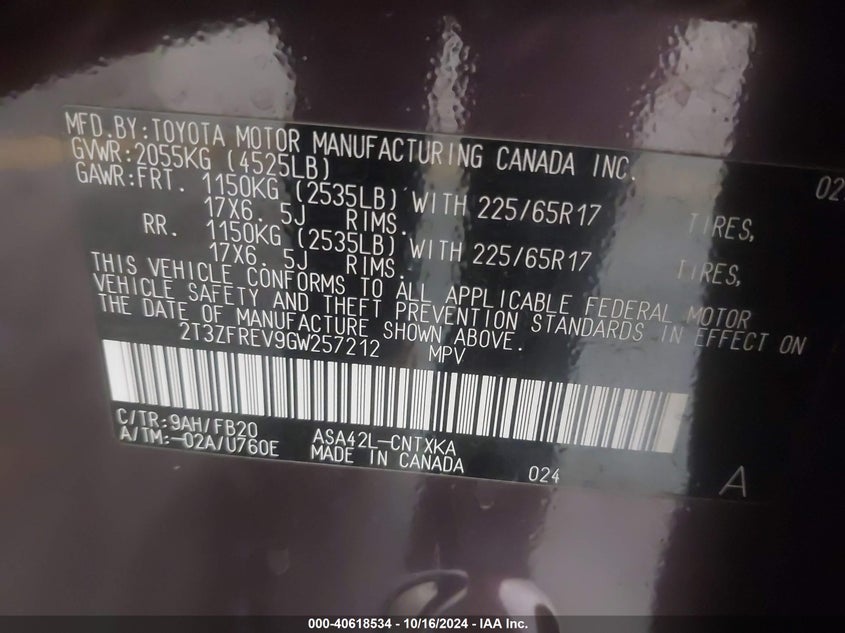 MFD.BY:TOYOTA MOTOR MANUFACTURING CANADA INC.
GVWR:2055KG (4525LB)
GAWR:FRT. 1150KG (2535LB) WITH 225/65R17 TIRES,
17X6. 5J RIMS.
RR. 1150KG (2535LB) WITH 225/65R17 TIRES,
17X6. 5J RIMS.
THIS VEHICLE CONFORMS TO ALL APPLICABLE FEDERAL MOTOR
VEHICLE SAFETY AND THEFT PREVENTION STANDARDS IN EFFECT ON
THE DATE OF MANUFACTURE SHOWN ABOVE.
2T3ZFREV9GW257212 MPV
C/TR:9AH/FB20 ASA42L-CNTXKA
A/TM:-02A/U760E MADE IN CANADA 024
A
000-40618534 - 10/16/2024 - IAA Inc.